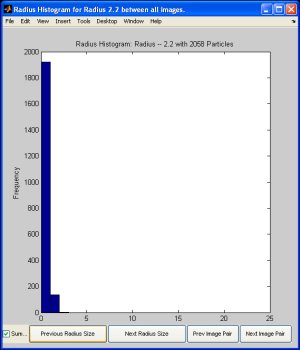 Radius Histogram for Radius 2.2 between all images.
File Edit View Insert Tools Desktop Window Help
Radius Histogram: Radius -- 2.2 with 2058 Particles
2000
1800
1600
1400
1200
1000
800
600
400
200
0
Frequency
0 5 10 15 20 25
Sum... Previous Radius Size Next Radius Size Prev Image Pair Next Image Pair